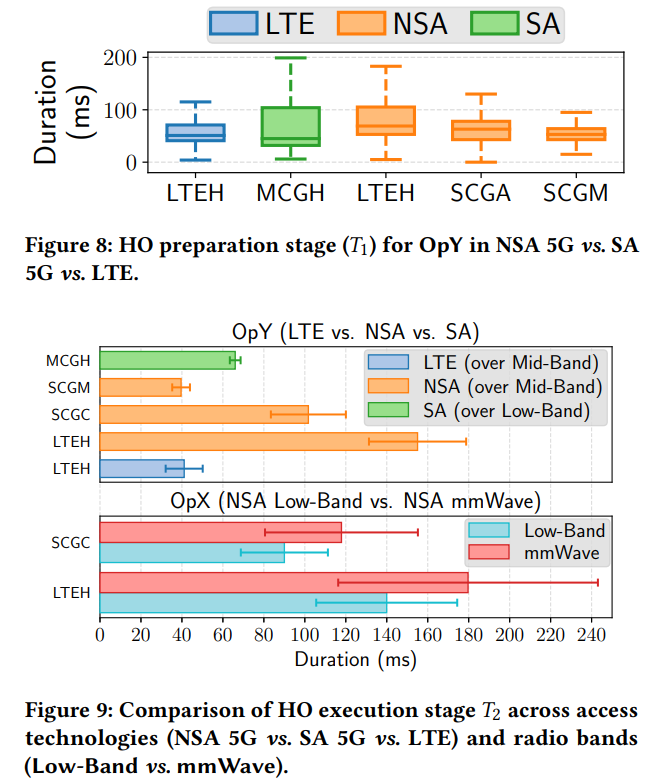 LTE NSA SA
Duration
(ms)
200
100
0
LTEH MCGH LTEH SCGA SCGM
Figure 8: HO preparation stage (T1) for OpY in NSA 5G vs. SA
5G vs. LTE.
OpY (LTE vs. NSA vs. SA)
MCGH
SCGM
SCGC
LTEH
LTEH
LTE (over Mid-Band)
NSA (over Mid-Band)
SA (over Low-Band)
OpX (NSA Low-Band vs. NSA mmWave)
SCGC
LTEH
Low-Band
mmWave
0 20 40 60 80 100 120 140 160 180 200 220 240
Duration (ms)
Figure 9: Comparison of HO execution stage T2 across access
technologies (NSA 5G vs. SA 5G vs. LTE) and radio bands
(Low-Band vs. mmWave).